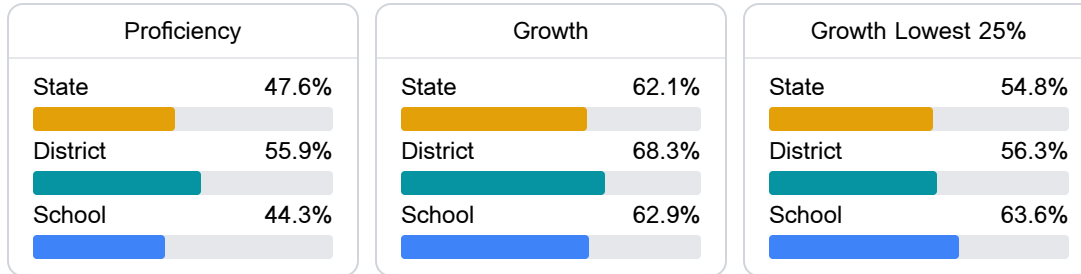 Proficiency
State 47.6%
District 55.9%
School 44.3%
Growth
State 62.1%
District 68.3%
School 62.9%
Growth Lowest 25%
State 54.8%
District 56.3%
School 63.6%